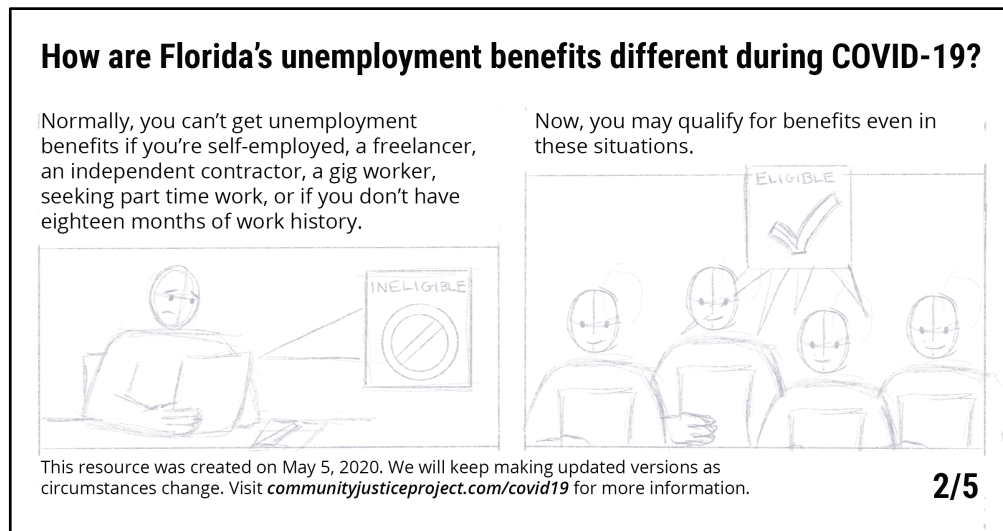 How are Florida’s unemployment benefits different during COVID-19?
Normally, you can’t get unemployment
benefits if you’re self-employed, a freelancer,
an independent contractor, a gig worker,
seeking part time work, or if you don’t have
eighteen months of work history.
INELIGIBLE
Now, you may qualify for benefits even in
these situations.
ELIGIBLE
This resource was created on May 5, 2020. We will keep making updated versions as
circumstances change. Visit communityjusticeproject.com/covid19 for more information.
2/5